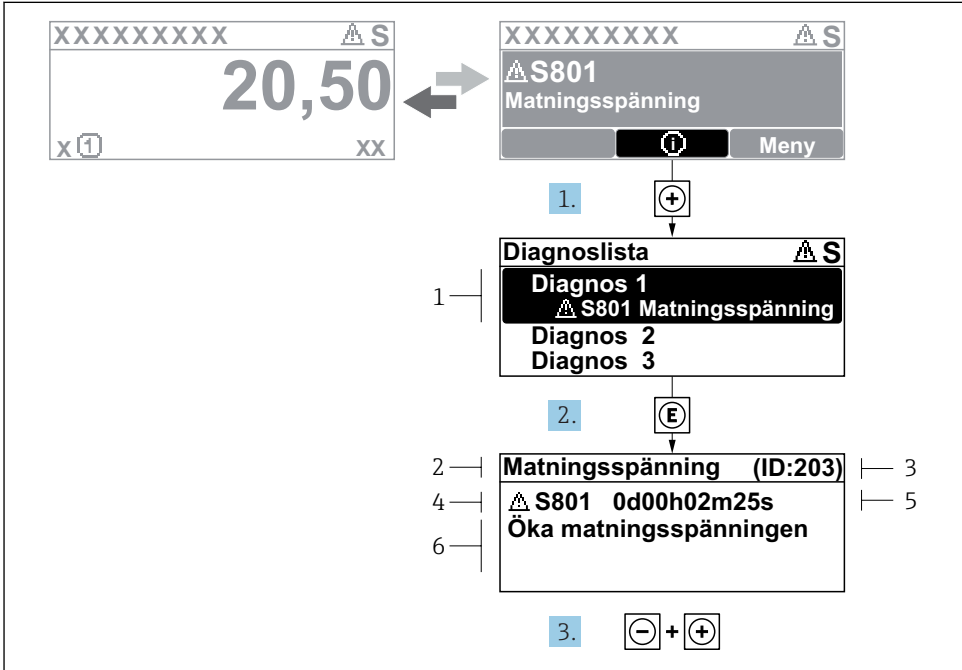 XXXXXXXXX ⚠ S
20,50
x ① xx
XXXXXXXXX ⚠ S
⚠ S801
Matningsspänning
ⓘ Meny
1. +
Diagnoslista ⚠ S
1
Diagnos 1
⚠ S801 Matningsspänning
Diagnos 2
Diagnos 3
2. E
2 Matningsspänning (ID:203) 3
4 ⚠ S801 0d00h02m25s 5
6 Öka matningsspänningen
3. − + +